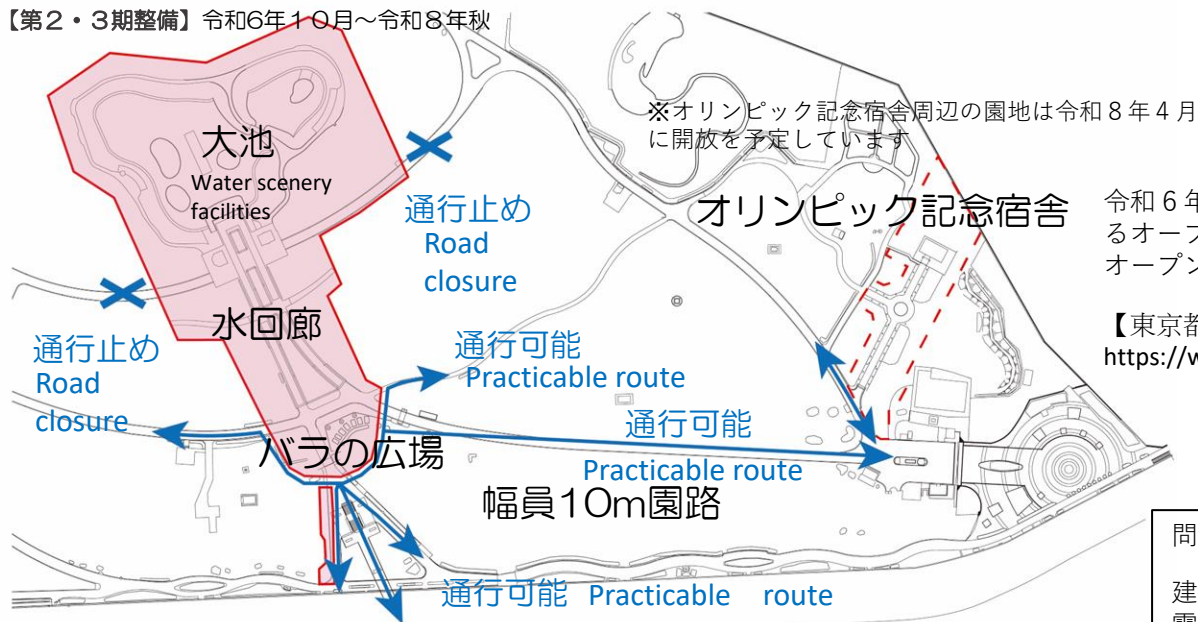 【第2・3期整備】令和6年10月～令和8年秋
※オリンピック記念宿舎周辺の園地は令和8年4月
に開放を予定しています
大池
Water scenery
facilities
通行止め
Road
closure
オリンピック記念宿舎
令和6年
るオープ
オープン
【東京都
https://w
水回廊
通行止め
Road
closure
通行可能
Practicable route
通行可能
Practicable route
バラの広場
幅員10m園路
通行可能 Practicable route
問
建